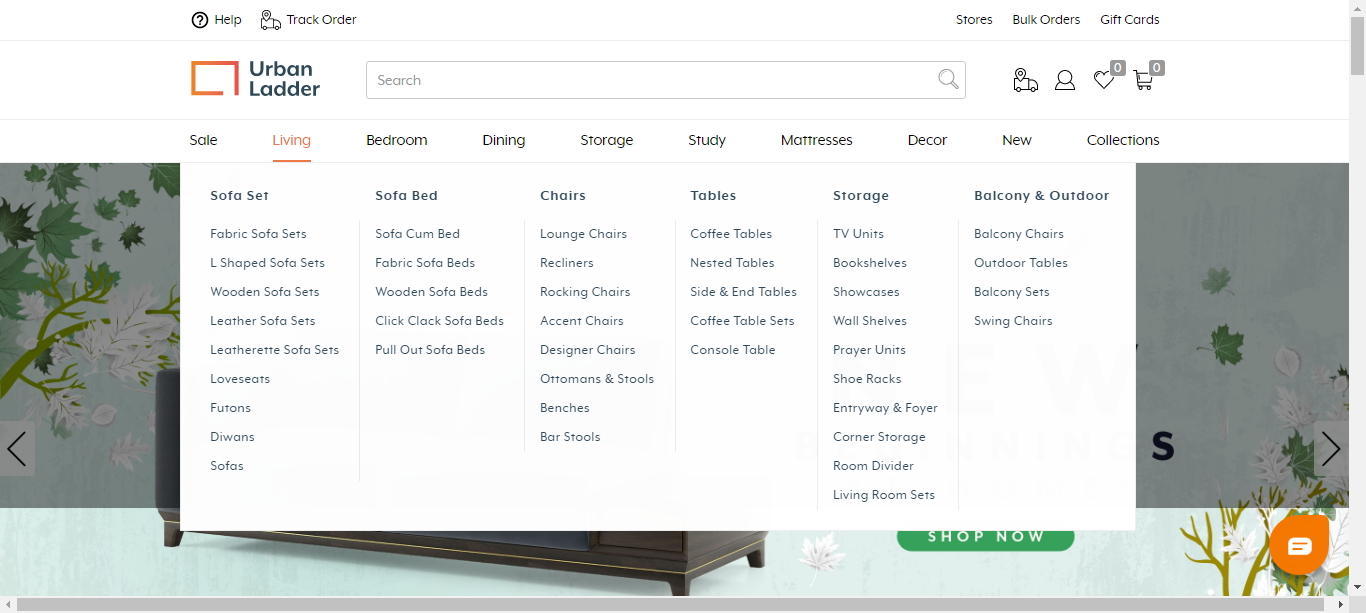 Help
Track Order
Stores
Bulk Orders
Gift Cards
Urban
Ladder
Search
0
0
Sale
Living
Bedroom
Dining
Storage
Study
Mattresses
Decor
New
Collections
Sofa Set
Fabric Sofa Sets
L Shaped Sofa Sets
Wooden Sofa Sets
Leather Sofa Sets
Leatherette Sofa Sets
Loveseats
Futons
Diwans
Sofas
Sofa Bed
Sofa Cum Bed
Fabric Sofa Beds
Wooden Sofa Beds
Click Clack Sofa Beds
Pull Out Sofa Beds
Chairs
Lounge Chairs
Recliners
Rocking Chairs
Accent Chairs
Designer Chairs
Ottomans & Stools
Benches
Bar Stools
Tables
Coffee Tables
Nested Tables
Side & End Tables
Coffee Table Sets
Console Table
Storage
TV Units
Bookshelves
Showcases
Wall Shelves
Prayer Units
Shoe Racks
Entryway & Foyer
Corner Storage
Room Divider
Living Room Sets
Balcony & Outdoor
Balcony Chairs
Outdoor Tables
Balcony Sets
Swing Chairs
NEW
BEGINNINGS
SHOP NOW